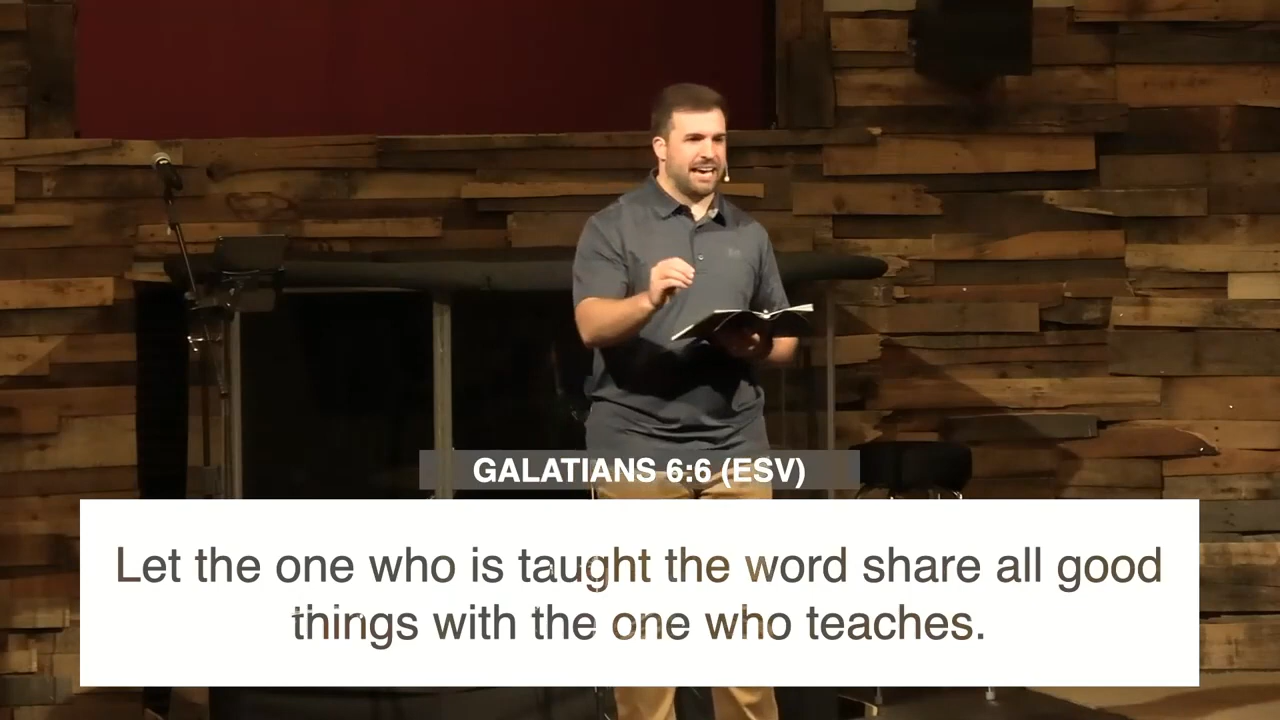 GALATIANS 6:6 (ESV)
Let the one who is taught the word share all good
things with the one who teaches.